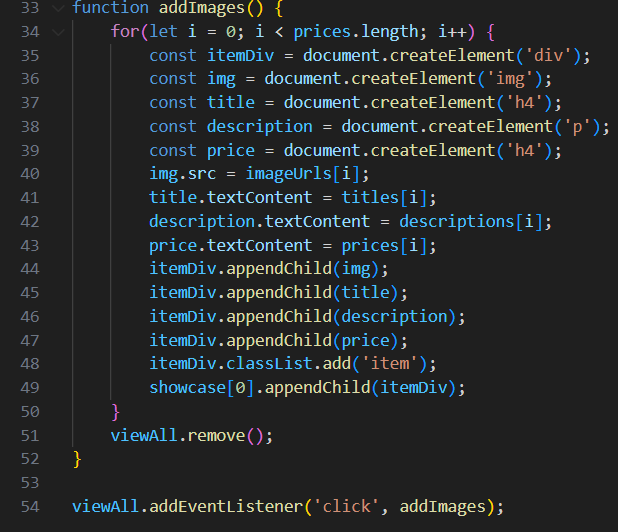 33 function addImages() {
34 for(let i = 0; i < prices.length; i++) {
35 const itemDiv = document.createElement('div');
36 const img = document.createElement('img');
37 const title = document.createElement('h4');
38 const description = document.createElement('p');
39 const price = document.createElement('h4');
40 img.src = imageUrls[i];
41 title.textContent = titles[i];
42 description.textContent = descriptions[i];
43 price.textContent = prices[i];
44 itemDiv.appendChild(img);
45 itemDiv.appendChild(title);
46 itemDiv.appendChild(description);
47 itemDiv.appendChild(price);
48 itemDiv.classList.add('item');
49 showcase[0].appendChild(itemDiv);
50 }
51 viewAll.remove();
52 }
53
54 viewAll.addEventListener('click', addImages);